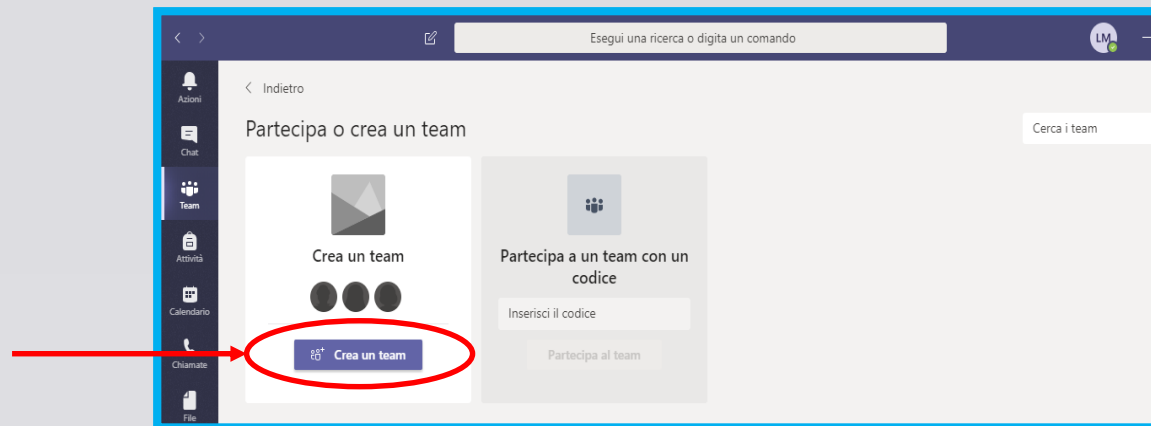 Esegui una ricerca o digita un comando
LM
Azioni
Chat
Team
Attività
Calendario
Chiamate
File
Indietro
Partecipa o crea un team
Cerca i team
Crea un team
Crea un team
Partecipa a un team con un
codice
Inserisci il codice
Partecipa al team